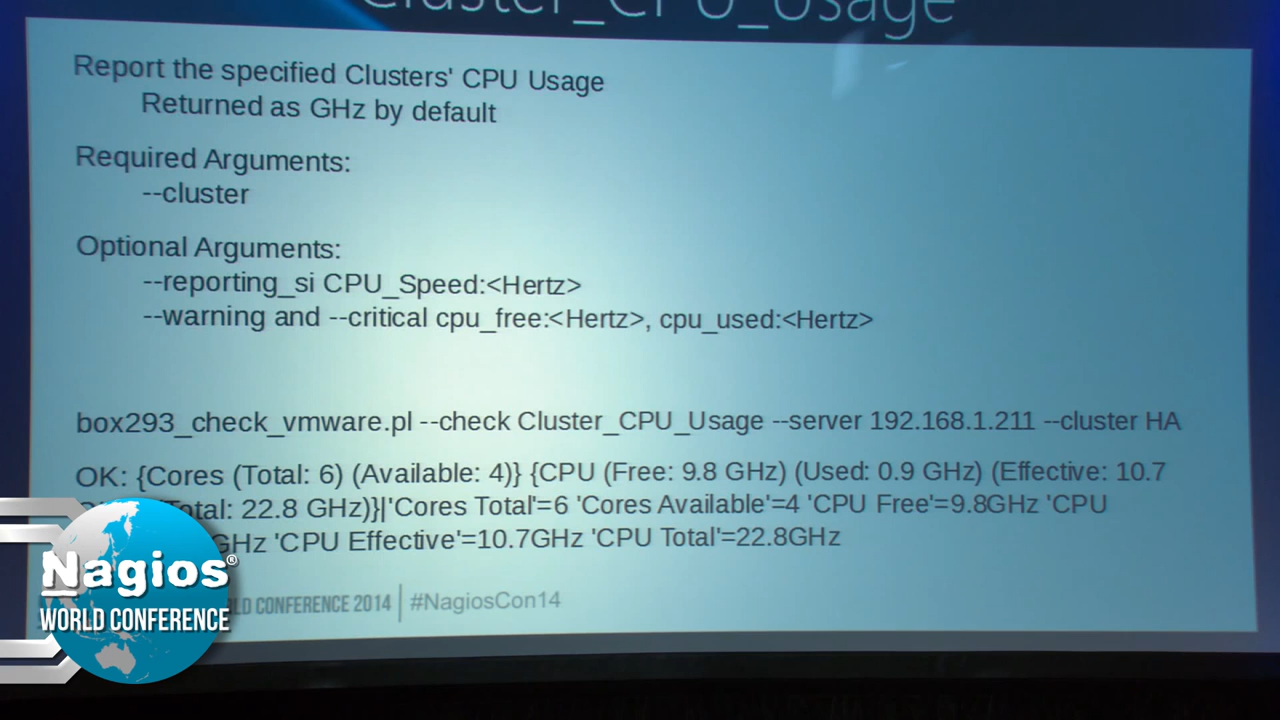 Cluster_CPU_Usage
Report the specified Clusters' CPU Usage
Returned as GHz by default
Required Arguments:
--cluster
Optional Arguments:
--reporting_si CPU_Speed:<Hertz>
--warning and --critical cpu_free:<Hertz>, cpu_used:<Hertz>
box293_check_vmware.pl --check Cluster_CPU_Usage --server 192.168.1.211 --cluster HA
OK: {Cores (Total: 6) (Available: 4)} {CPU (Free: 9.8 GHz) (Used: 0.9 GHz) (Effective: 10.7
22.8 GHz)}|'Cores Total'=6 'Cores Available'=4 'CPU Free'=9.8GHz 'CPU
'CPU Effective'=10.7GHz 'CPU Total'=22.8GHz
CONFERENCE 2014 #NagiosCon14
Nagios®
WORLD CONFERENCE